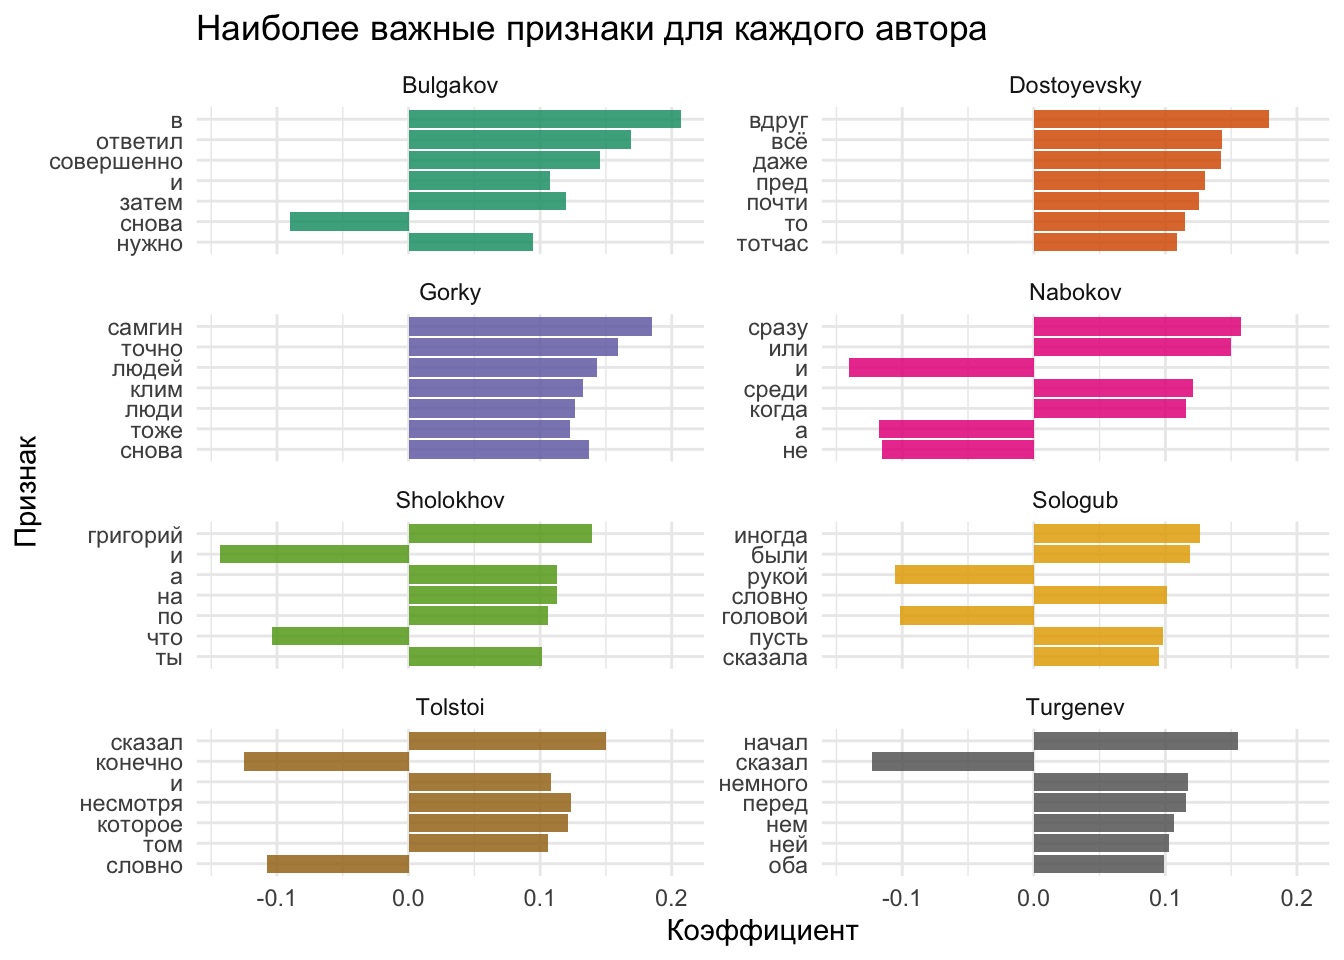 Наиболее важные признаки для каждого автора
Bulgakov
в
ответил
совершенно
и
затем
снова
нужно
Dostoyevsky
вдруг
всё
даже
пред
почти
то
тотчас
Gorky
самгин
точно
людей
клим
люди
тоже
снова
Nabokov
сразу
или
и
среди
когда
а
не
Sholokhov
григорий
и
а
на
по
что
ты
Sologub
иногда
были
рукой
словно
головой
пусть
сказала
Tolstoi
сказал
конечно
и
несмотря
которое
том
словно
Turgenev
начал
сказал
немного
перед
нем
ней
оба
-0.1 0.0 0.1 0.2
-0.1 0.0 0.1 0.2
Коэффициент
Признак